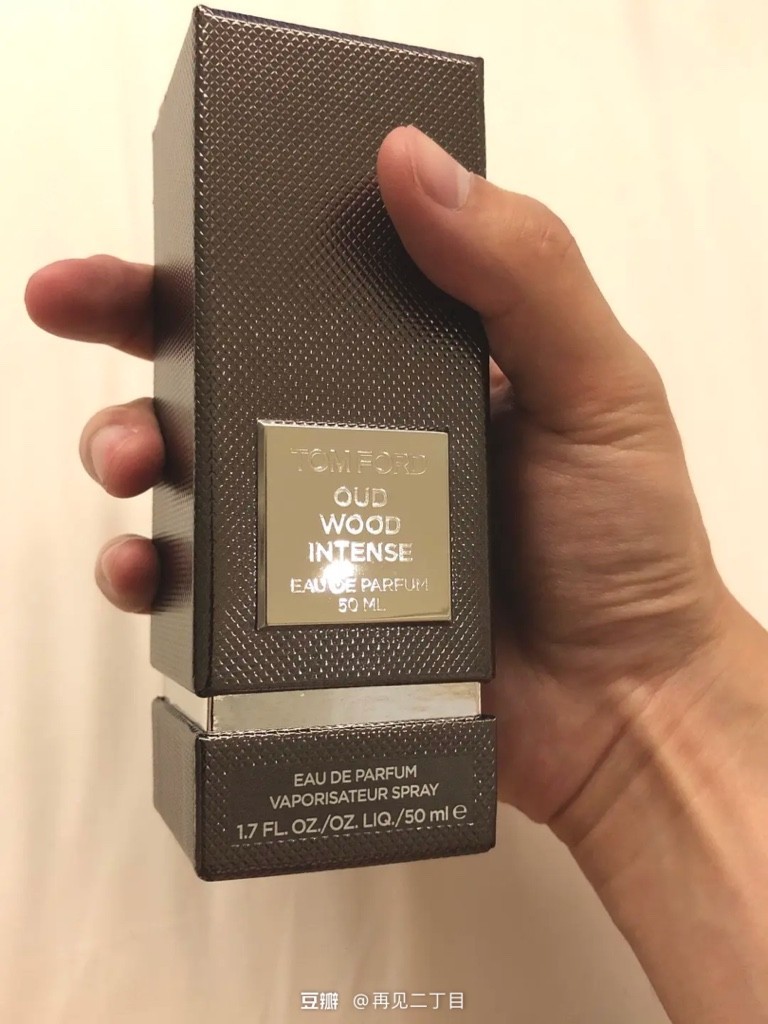 TOM FORD
OUD
WOOD
INTENSE
EAU DE PARFUM
50 ML
EAU DE PARFUM
VAPORISATEUR SPRAY
1.7 FL. OZ./OZ. LIQ./50 ml ℮
豆瓣 @再见二丁目